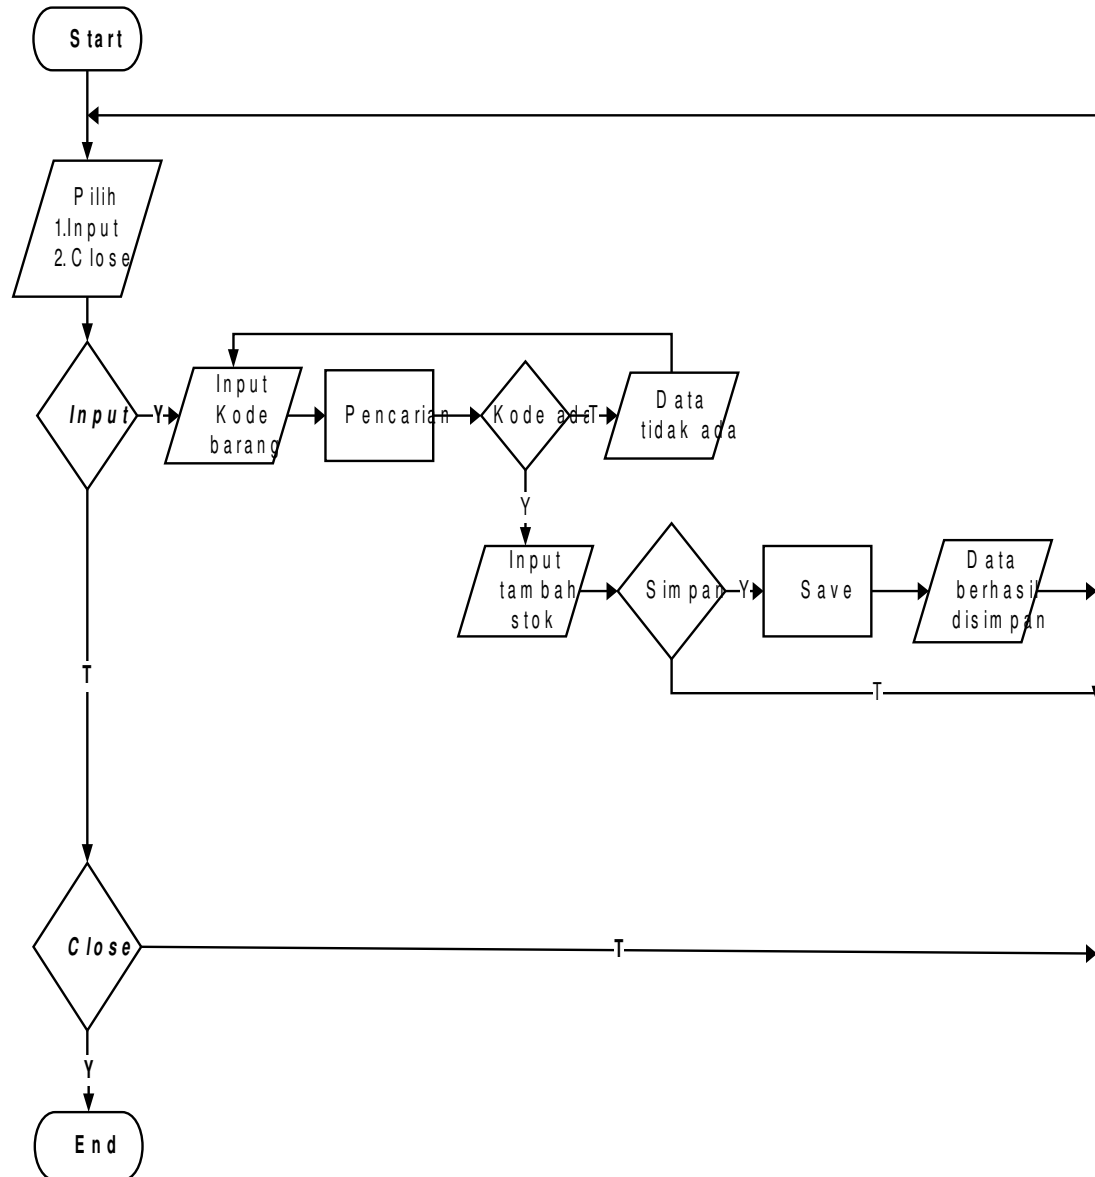 Start
Pilih
1.Input
2.Close
Input
Y
Input
Kode
barang
Pencarian
Kode ada
T
Data
tidak ada
Y
Input
tambah
stok
Simpan
Y
Save
Data
berhasil
disimpan
T
T
Close
T
Y
End